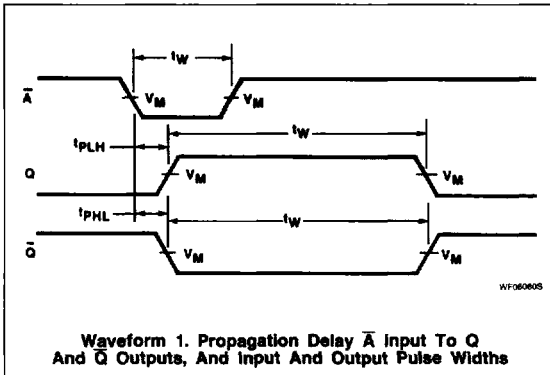 tW
A̅
VM
VM
tPLH
tW
Q
VM
VM
tPHL
tW
Q̅
VM
VM
WF06060S
Waveform 1. Propagation Delay A̅ Input To Q
And Q̅ Outputs, And Input And Output Pulse Widths